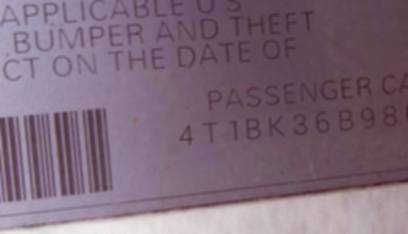 APPLICABLE U S
BUMPER AND THEFT
CT ON THE DATE OF
PASSENGER CA
4T1BK36B98